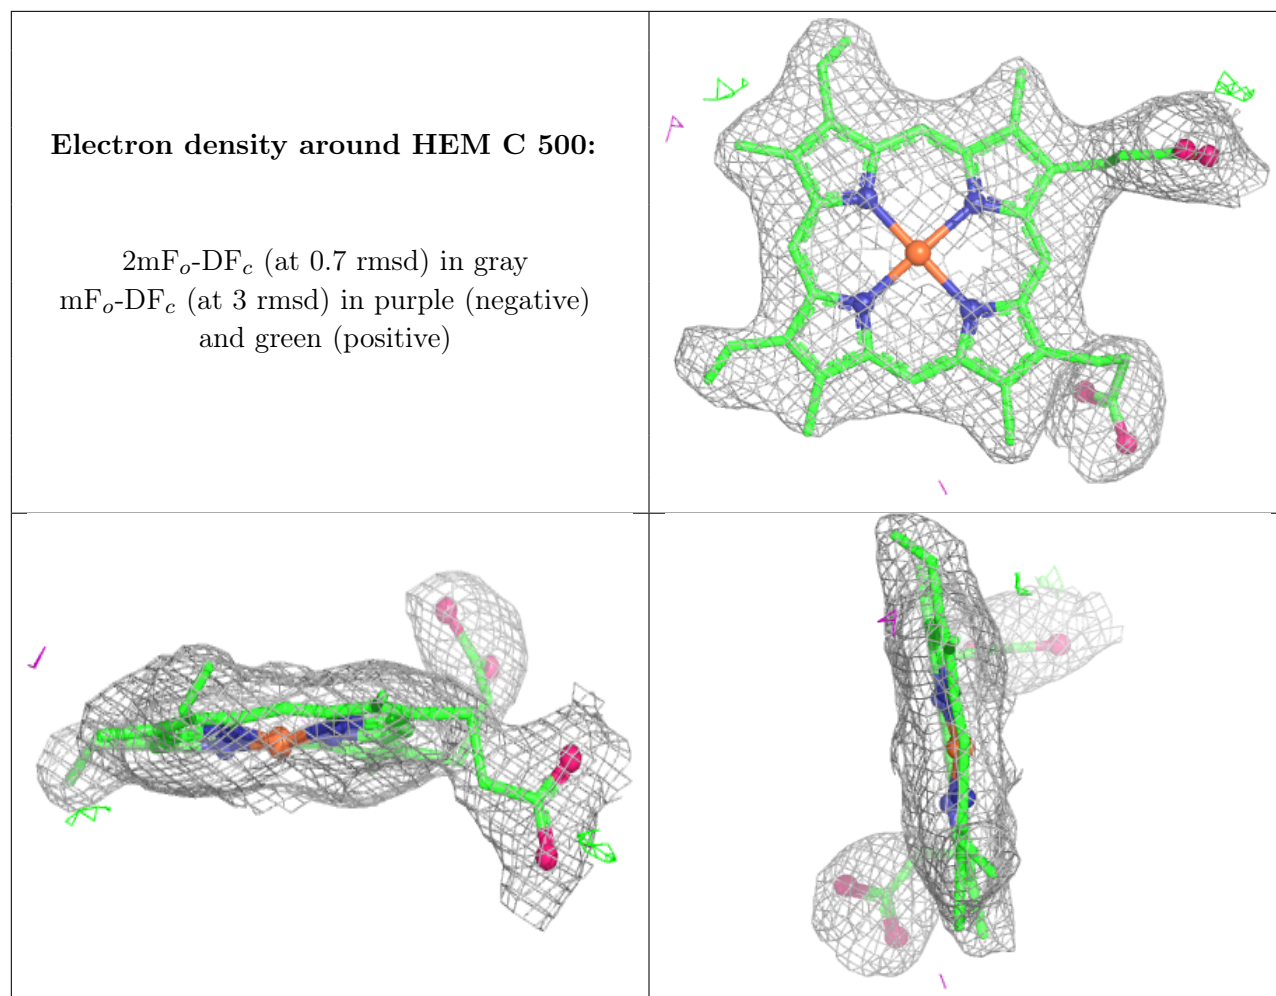 Electron density around HEM C 500:
2mFo-DFc (at 0.7 rmsd) in gray
mFo-DFc (at 3 rmsd) in purple (negative)
and green (positive)